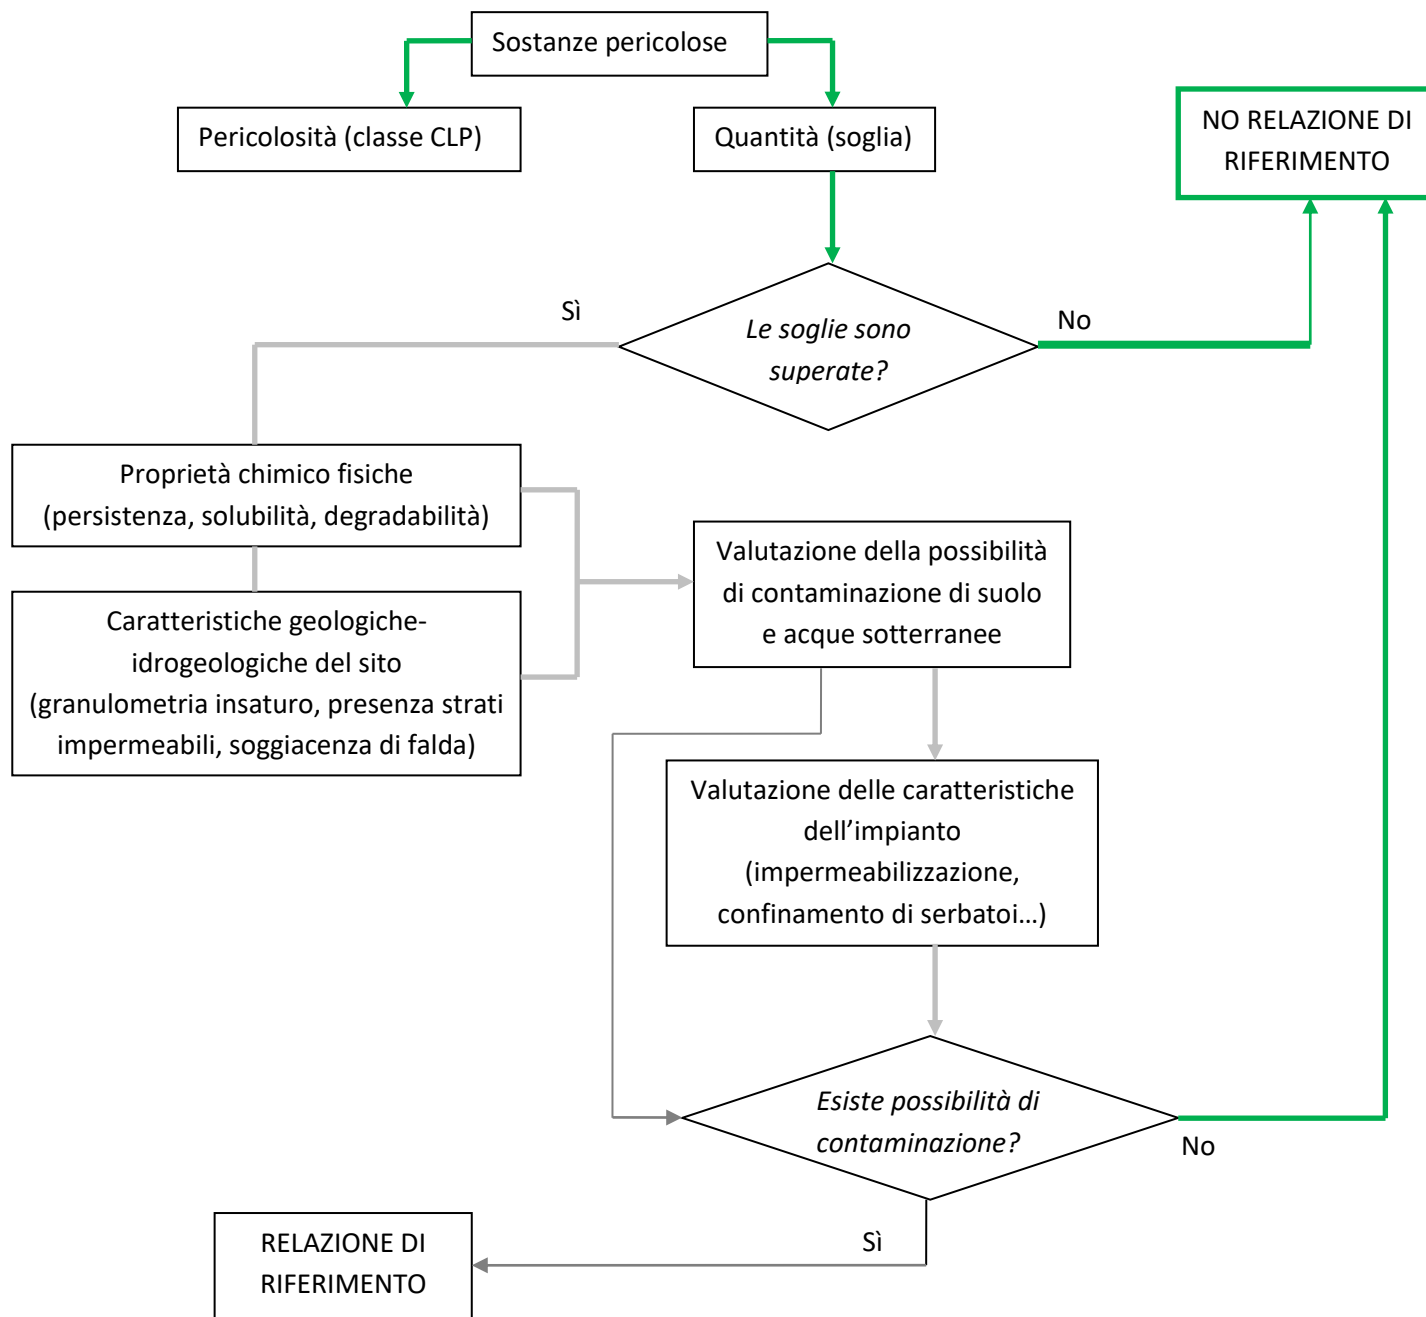 Sostanze pericolose
Pericolosità (classe CLP)
Quantità (soglia)
NO RELAZIONE DI
RIFERIMENTO
Sì
Le soglie sono
superate?
No
Proprietà chimico fisiche
(persistenza, solubilità, degradabilità)
Caratteristiche geologiche-
idrogeologiche del sito
(granulometria insaturo, presenza strati
impermeabili, soggiacenza di falda)
Valutazione della possibilità
di contaminazione di suolo
e acque sotterranee
Valutazione delle caratteristiche
dell’impianto
(impermeabilizzazione,
confinamento di serbatoi…)
Esiste possibilità di
contaminazione?
No
Sì
RELAZIONE DI
RIFERIMENTO